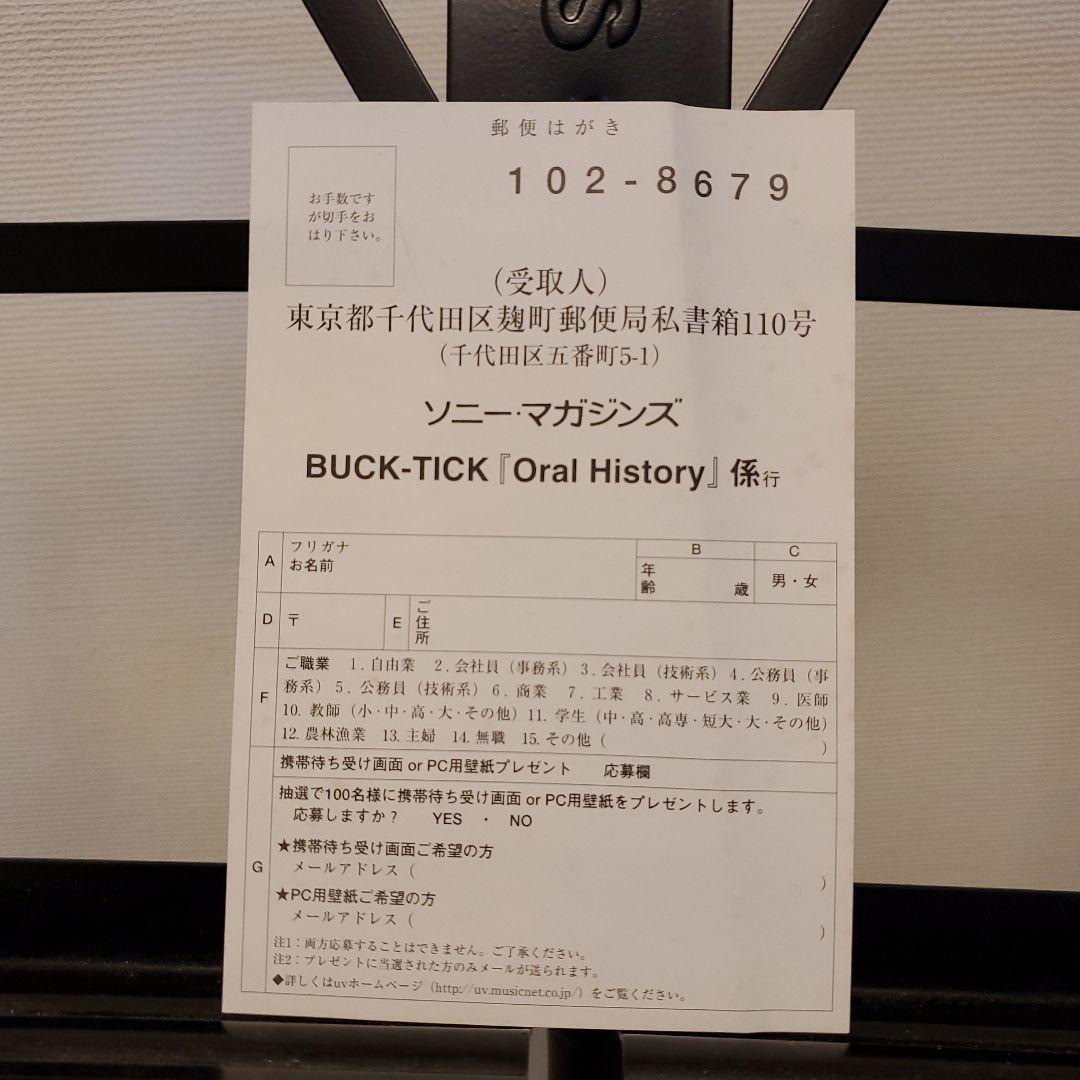 S
郵便はがき
お手数です
が切手をお
はり下さい。
102-8679
(受取人)
東京都千代田区麹町郵便局私書箱110号
(千代田区五番町5-1)
ソニー・マガジンズ
BUCK-TICK『Oral History』係行
A フリガナ
お名前
B
年齢 歳
C
男・女
D 〒
E ご住所
F ご職業 1. 自由業 2. 会社員(事務系) 3. 会社員(技術系) 4. 公務員(事
務系) 5. 公務員(技術系) 6. 商業 7. 工業 8. サービス業 9. 医師
10. 教師(小・中・高・大・その他) 11. 学生(中・高・高専・短大・大・その他)
12. 農林漁業 13. 主婦 14. 無職 15. その他( )
G 携帯待ち受け画面 or PC用壁紙プレゼント 応募欄
抽選で100名様に携帯待ち受け画面 or PC用壁紙をプレゼントします。
応募しますか? YES ・ NO
★携帯待ち受け画面ご希望の方
メールアドレス( )
★PC用壁紙ご希望の方
メールアドレス( )
注1:両方応募することはできません。ご了承ください。
注2:プレゼントに当選された方のみメールが送られます。
◆詳しくはuvホームページ(http://uv.musicnet.co.jp/)をご覧ください。